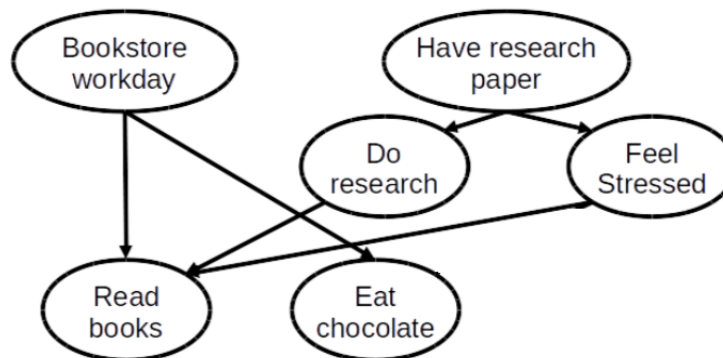 Bookstore
workday
Have research
paper
Do
research
Feel
Stressed
Read
books
Eat
chocolate